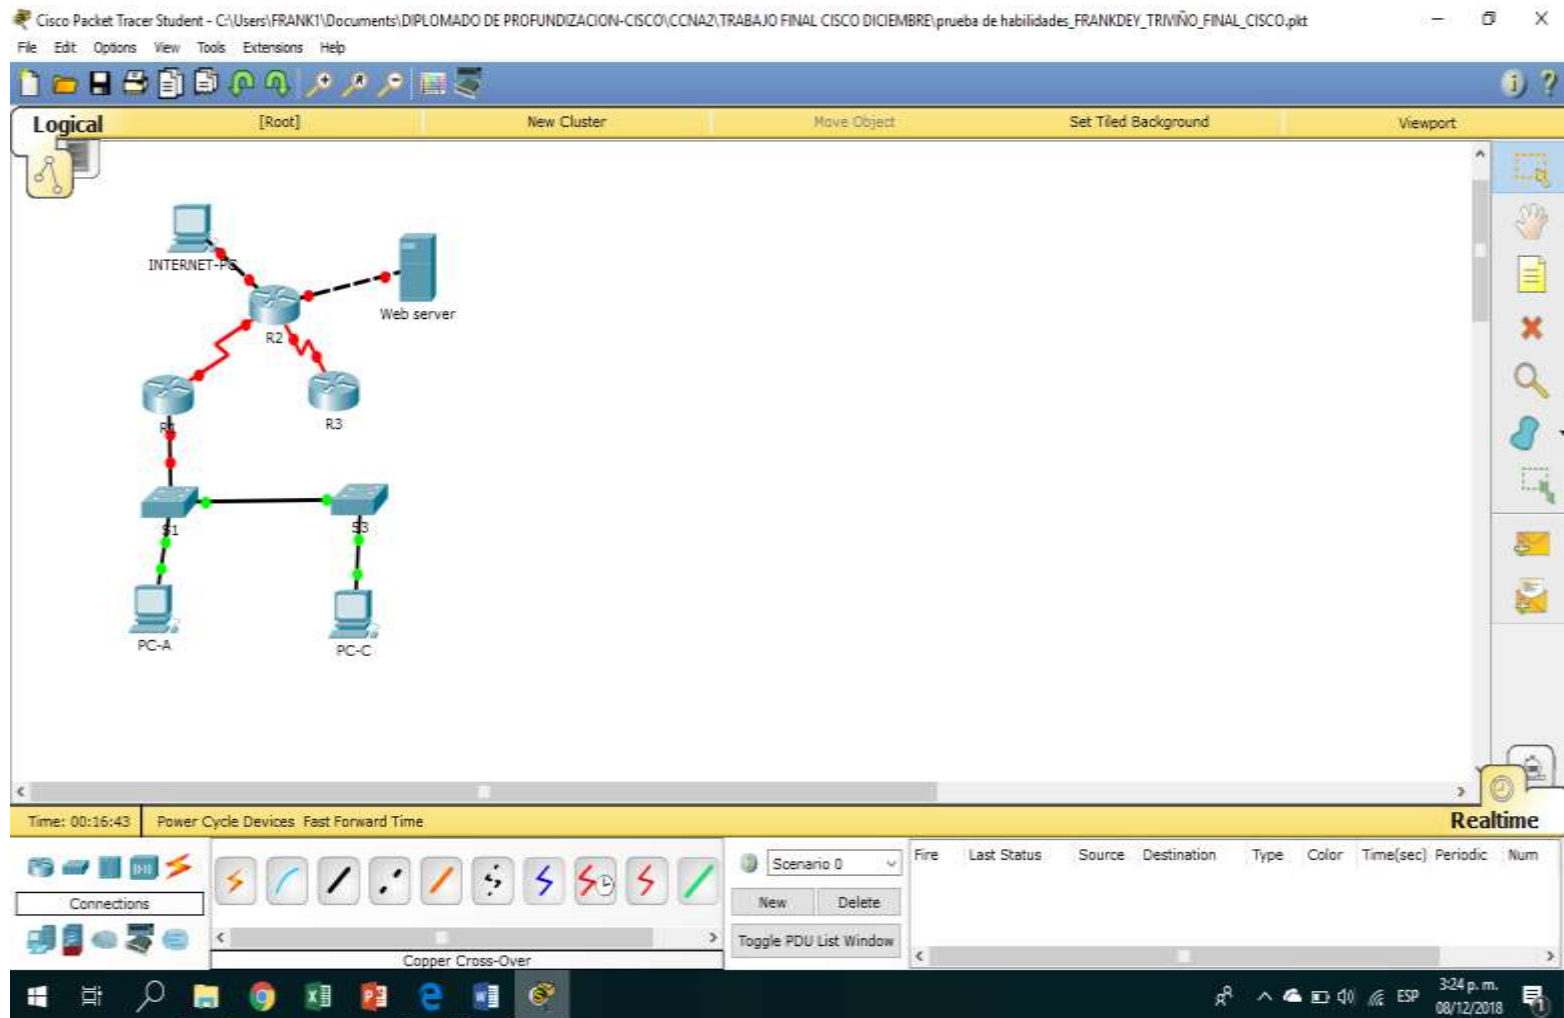 Cisco Packet Tracer Student - C:\Users\FRANK1\Documents\DIPLOMADO DE PROFUNDIZACION-CISCO\CCNA2\TRABAJO FINAL CISCO DICIEMBRE\prueba de habilidades_FRANKDEY_TRIVIÑO_FINAL_CISCO.pkt
File Edit Options View Tools Extensions Help
Logical [Root] New Cluster Move Object Set Tiled Background Viewport
INTERNET-PC
Web server
R2
R3
R1
S1
S3
PC-A
PC-C
Time: 00:16:43 Power Cycle Devices Fast Forward Time Realtime
Scenario 0
Fire Last Status Source Destination Type Color Time(sec) Periodic Num
Connections
New Delete
Toggle PDU List Window
Copper Cross-Over
ESP
3:24 p. m.
08/12/2018
1